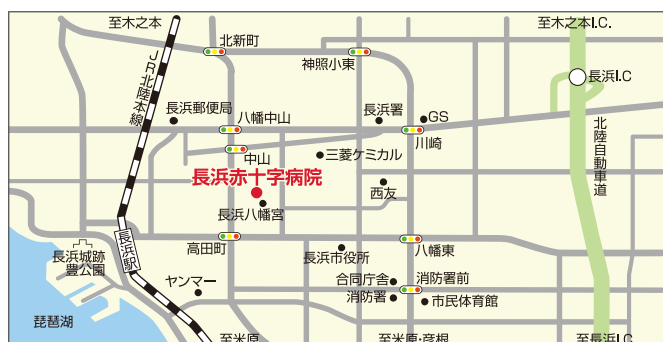 至木之本
至木之本I.C.
北新町
神照小東
長浜I.C
JR北陸本線
長浜郵便局
八幡中山
長浜署
GS
川崎
北陸自動車道
中山
三菱ケミカル
長浜赤十字病院
西友
長浜八幡宮
高田町
長浜市役所
八幡東
長浜駅
長浜城跡
豊公園
ヤンマー
合同庁舎
消防署
消防署前
市民体育館
琵琶湖
至米原
至米原・彦根
至長浜I.C